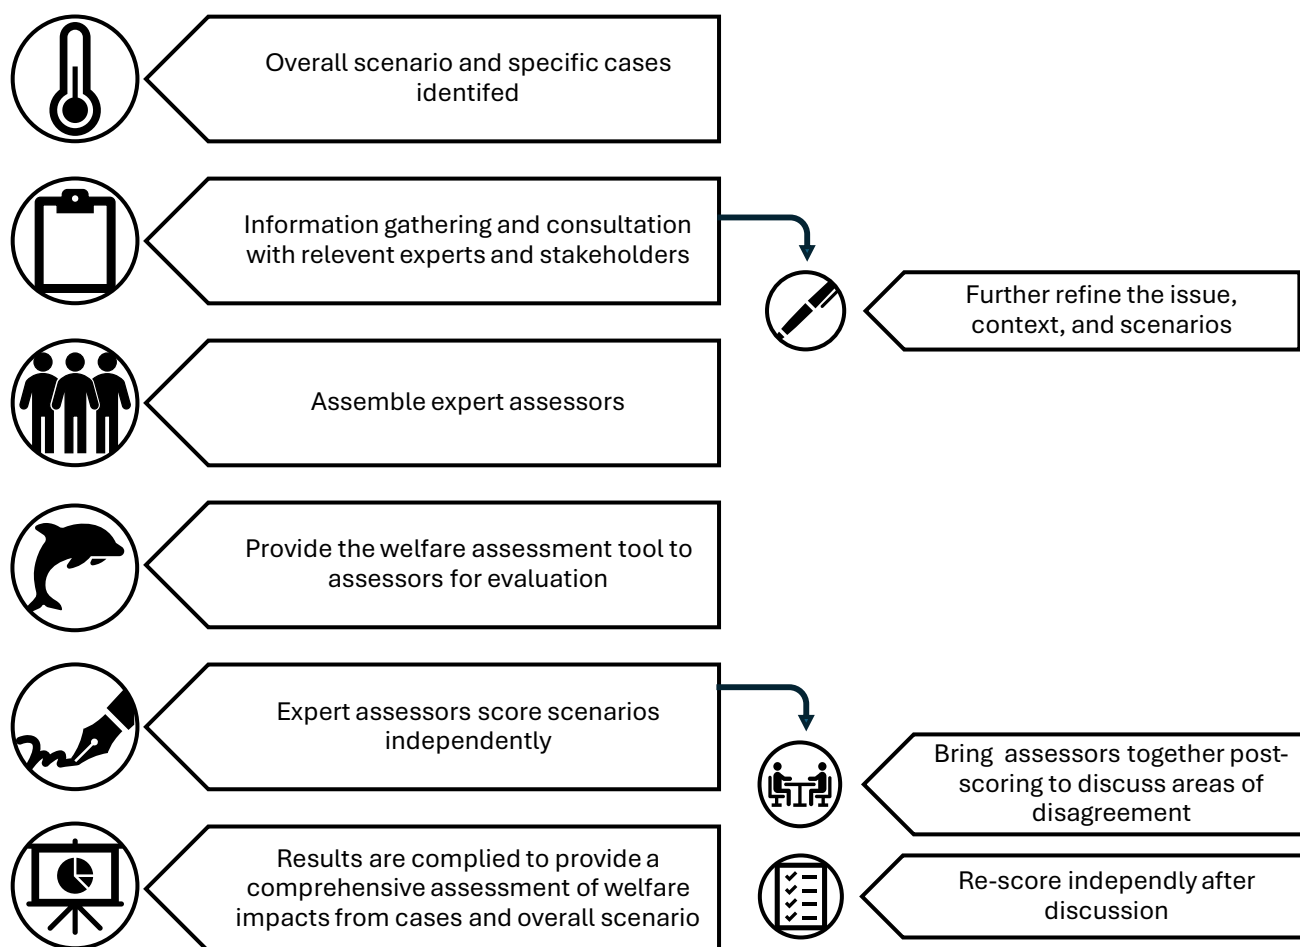 Overall scenario and specific cases
identifed
Information gathering and consultation
with relevent experts and stakeholders
Further refine the issue,
context, and scenarios
Assemble expert assessors
Provide the welfare assessment tool to
assessors for evaluation
Expert assessors score scenarios
independently
Bring assessors together post-
scoring to discuss areas of
disagreement
Results are complied to provide a
comprehensive assessment of welfare
impacts from cases and overall scenario
Re-score independly after
discussion